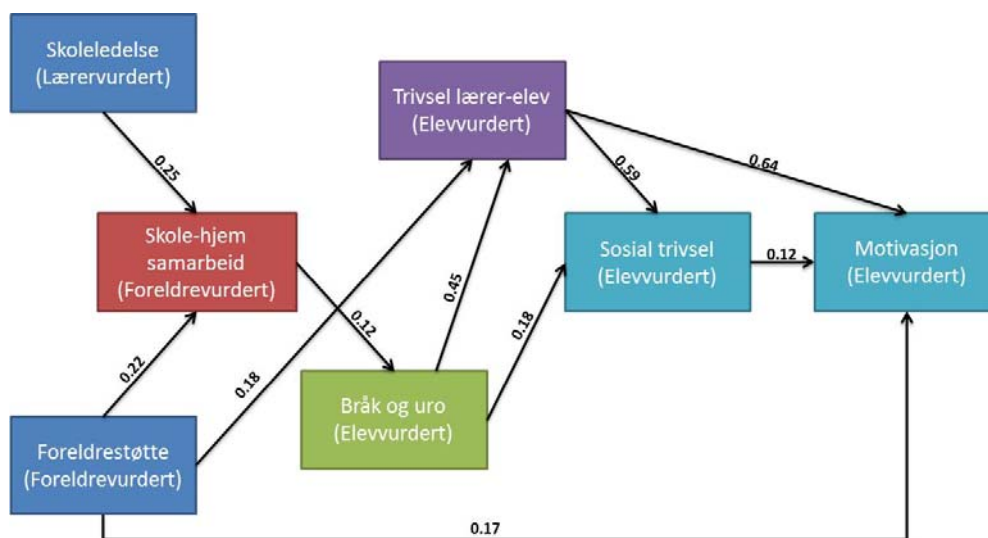 Skoleledelse
(Lærervurdert)
Trivsel lærer-elev
(Elevvurdert)
0.25
0.59
0.64
Skole-hjem
samarbeid
(Foreldrevurdert)
Sosial trivsel
(Elevvurdert)
0.12
Motivasjon
(Elevvurdert)
0.45
0.12
0.18
0.22
0.18
Bråk og uro
(Elevvurdert)
Foreldrestøtte
(Foreldrevurdert)
0.17